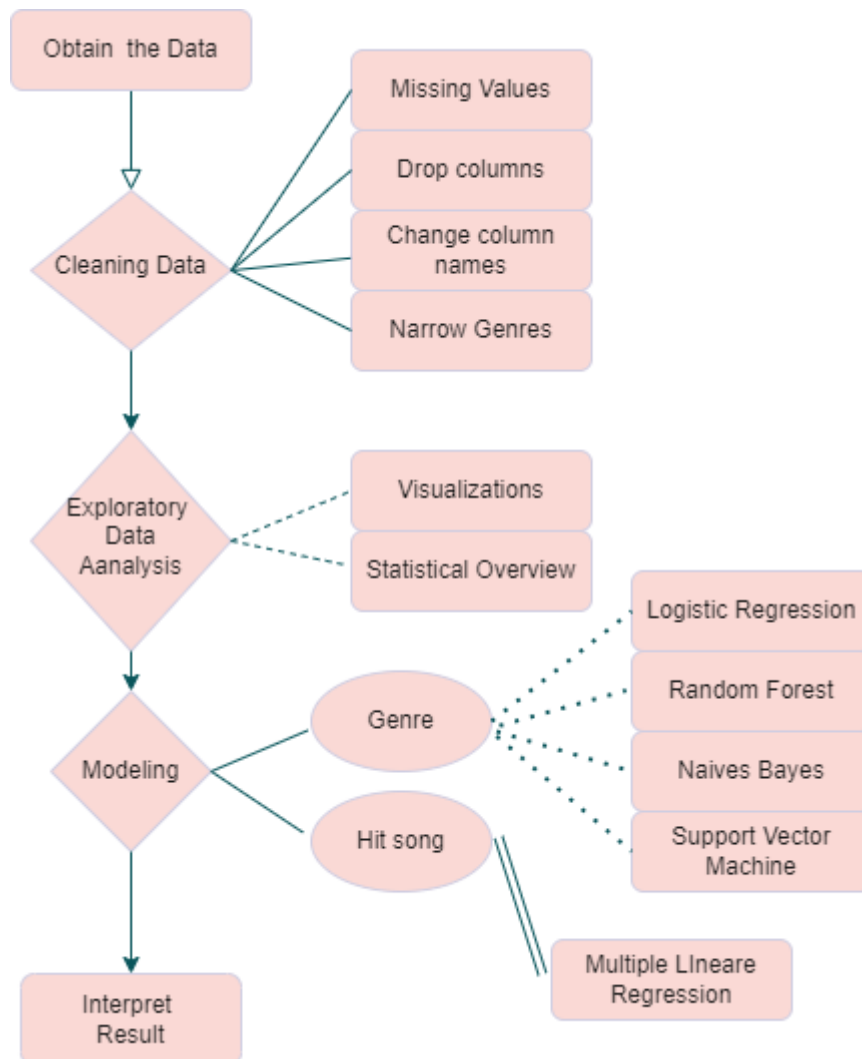 Obtain the Data
Missing Values
Drop columns
Change column
names
Cleaning Data
Narrow Genres
Visualizations
Exploratory
Data
Aanalysis
Statistical Overview
Logistic Regression
Random Forest
Genre
Modeling
Naives Bayes
Hit song
Support Vector
Machine
Multiple LIneare
Regression
Interpret
Result